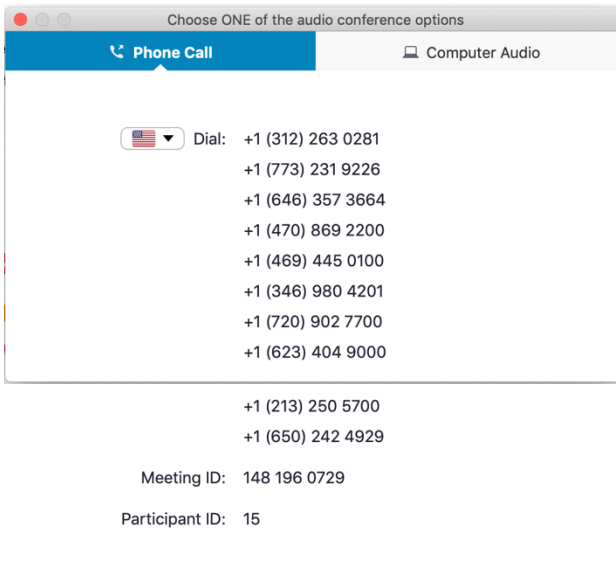 Choose ONE of the audio conference options
Phone Call Computer Audio
Dial: +1 (312) 263 0281
+1 (773) 231 9226
+1 (646) 357 3664
+1 (470) 869 2200
+1 (469) 445 0100
+1 (346) 980 4201
+1 (720) 902 7700
+1 (623) 404 9000
+1 (213) 250 5700
+1 (650) 242 4929
Meeting ID: 148 196 0729
Participant ID: 15